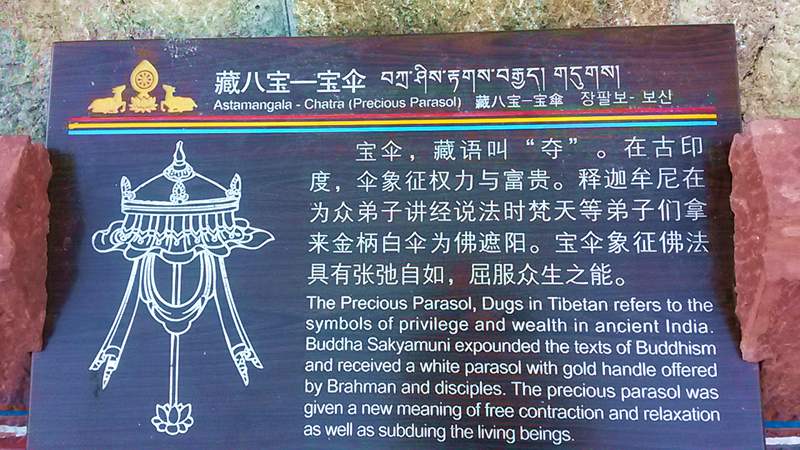 藏八宝—宝伞 བཀྲ་ཤིས་རྟགས་བརྒྱད། གདུགས།
Astamangala - Chatra (Precious Parasol) 藏八宝—宝伞 장팔보- 보산
宝伞，藏语叫“夺”。在古印
度，伞象征权力与富贵。释迦牟尼在
为众弟子讲经说法时梵天等弟子们拿
来金柄白伞为佛遮阳。宝伞象征佛法
具有张弛自如，屈服众生之能。
The Precious Parasol, Dugs in Tibetan refers to the
symbols of privilege and wealth in ancient India.
Buddha Sakyamuni expounded the texts of Buddhism
and received a white parasol with gold handle offered
by Brahman and disciples. The precious parasol was
given a new meaning of free contraction and relaxation
as well as subduing the living beings.